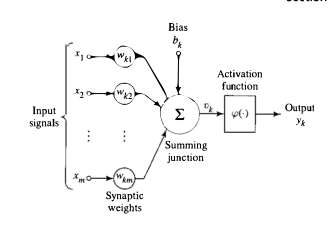 Bias
b_k
x_1
w_k1
Activation
function
x_2
w_k2
Input
signals
Σ
v_k
φ(·)
Output
y_k
Summing
junction
x_m
w_km
Synaptic
weights